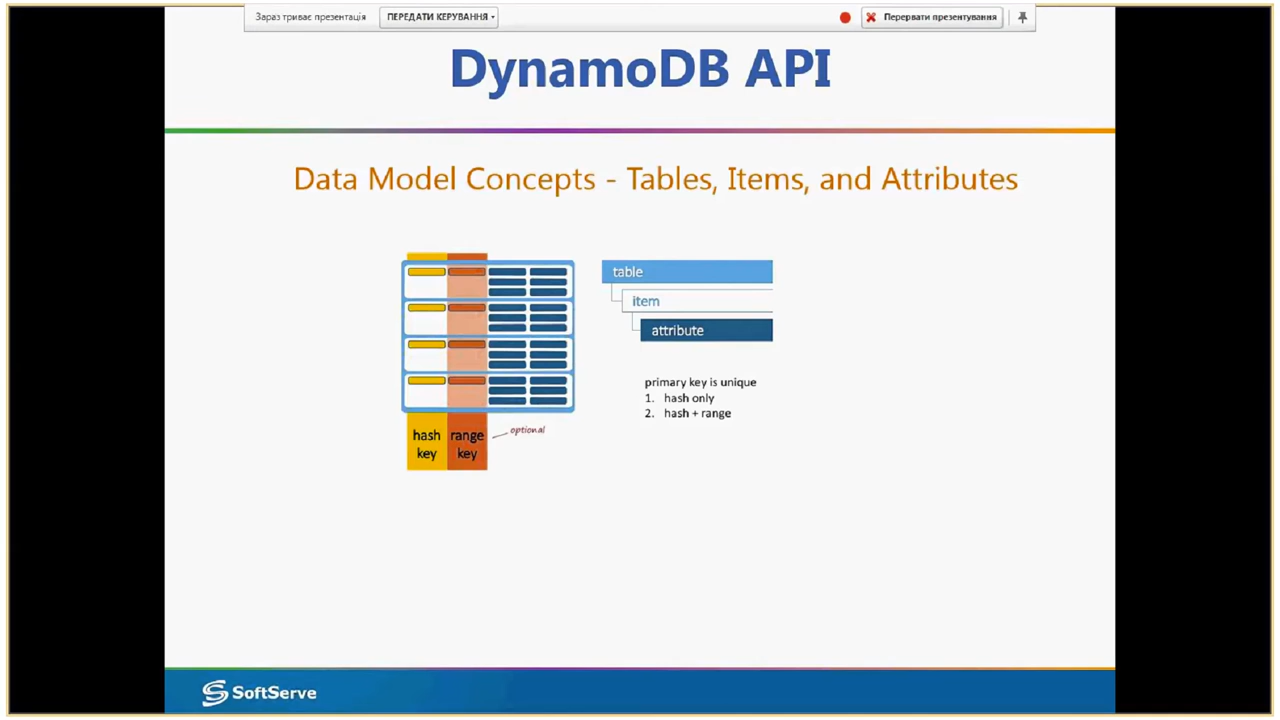 Зараз триває презентація
ПЕРЕДАТИ КЕРУВАННЯ
Перервати презентування
DynamoDB API
Data Model Concepts - Tables, Items, and Attributes
table
item
attribute
primary key is unique
1. hash only
2. hash + range
hash key
range key
optional
SoftServe